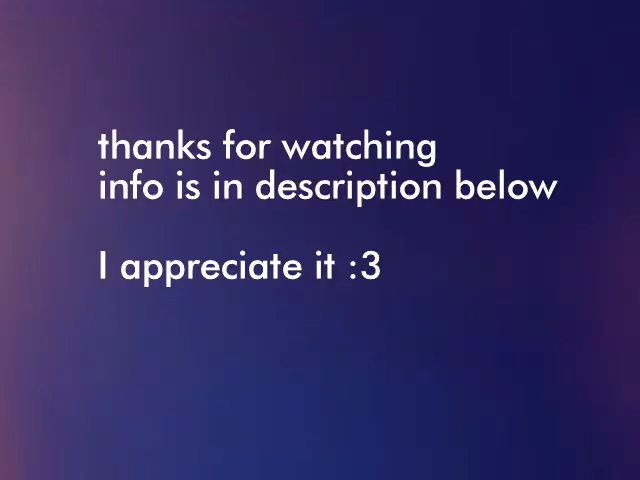 thanks for watching
info is in description below
I appreciate it :3